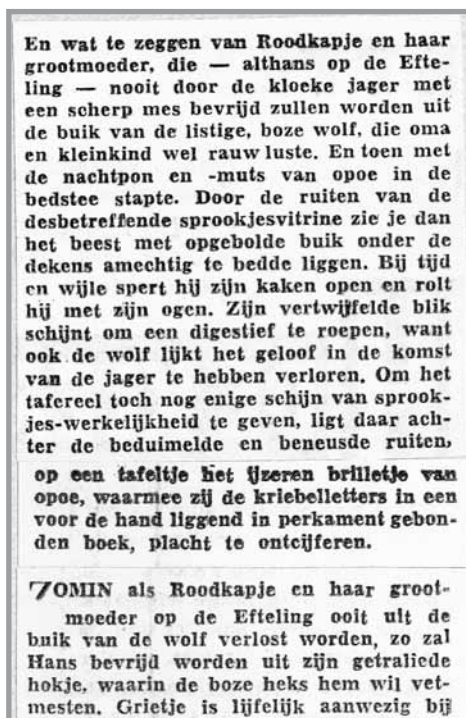 En wat te zeggen van Roodkapje en haar
grootmoeder, die — althans op de Efte-
ling — nooit door de kloeke jager met
een scherp mes bevrijd zullen worden uit
de buik van de listige, boze wolf, die oma
en kleinkind wel rauw luste. En toen met
de nachtpon en -muts van opoe in de
bedstee stapte. Door de ruiten van de
desbetreffende sprookjesvitrine zie je dan
het beest met opgebolde buik onder de
dekens amechtig te bedde liggen. Bij tijd
en wijle spert hij zijn kaken open en rolt
hij met zijn ogen. Zijn vertwijfelde blik
schijnt om een digestief te roepen, want
ook de wolf lijkt het geloof in de komst
van de jager te hebben verloren. Om het
tafereel toch nog enige schijn van sprook-
jes-werkelijkheid te geven, ligt daar ach-
ter de beduimelde en beneusde ruiten,
op een tafeltje het ijzeren brilletje van
opoe, waarmee zij de kriebelletters in een
voor de hand liggend in perkament gebon-
den boek, placht te ontcijferen.
ZOMIN als Roodkapje en haar groot-
moeder op de Efteling ooit uit de
buik van de wolf verlost worden, zo zal
Hans bevrijd worden uit zijn getraliede
hokje, waarin de boze heks hem wil vet-
mesten. Grietje is lijfelijk aanwezig bij